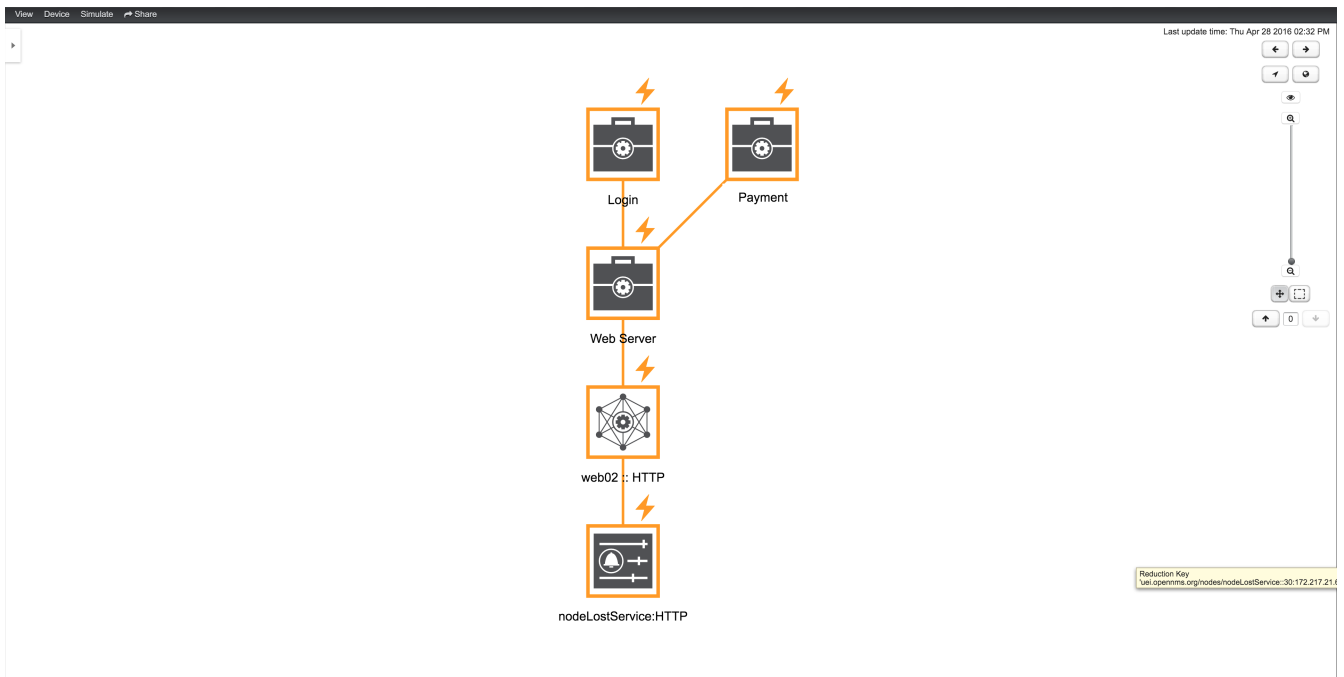 View Device Simulate Share
Last update time: Thu Apr 28 2016 02:32 PM
Login
Payment
Web Server
0
web02 :: HTTP
Reduction Key
'uei.opennms.org/nodes/nodeLostService::30:172.217.21.6
nodeLostService:HTTP